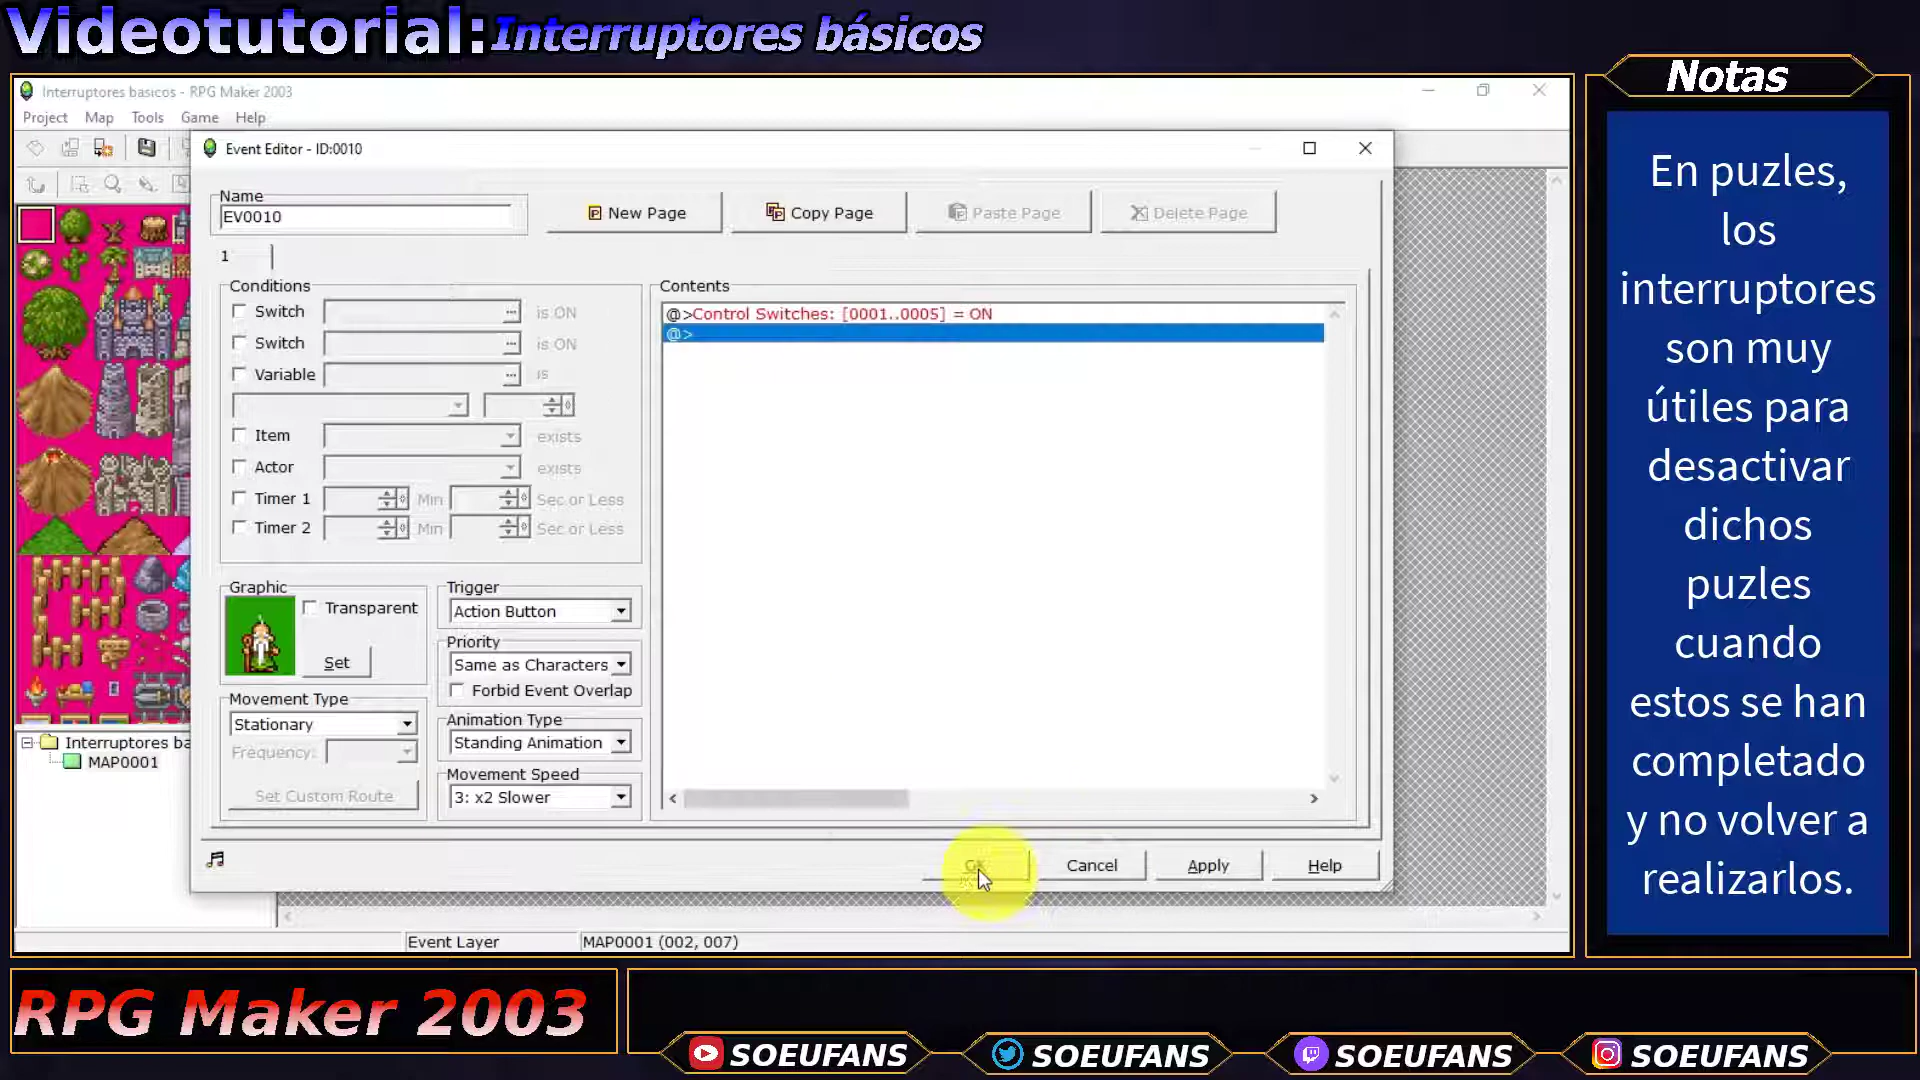 Videotutorial: Interruptores básicos
Interruptores basicos - RPG Maker 2003
Project Map Tools Game Help
Event Editor - ID:0010
Name
EV0010
New Page
Copy Page
Paste Page
Delete Page
1
Conditions
Switch ... is ON
Switch ... is ON
Variable ... is
Item exists
Actor exists
Timer 1 Min Sec or Less
Timer 2 Min Sec or Less
Contents
@>Control Switches: [0001..0005] = ON
@>
Graphic
Transparent
Set
Trigger
Action Button
Priority
Same as Characters
Forbid Event Overlap
Movement Type
Stationary
Frequency:
Set Custom Route
Animation Type
Standing Animation
Movement Speed
3: x2 Slower
OK
Cancel
Apply
Help
Interruptores ba
MAP0001
Event Layer
MAP0001 (002, 007)
Notas
En puzles,
los
interruptores
son muy
útiles para
desactivar
dichos
puzles
cuando
estos se han
completado
y no volver a
realizarlos.
RPG Maker 2003
SOEUFANS
SOEUFANS
SOEUFANS
SOEUFANS